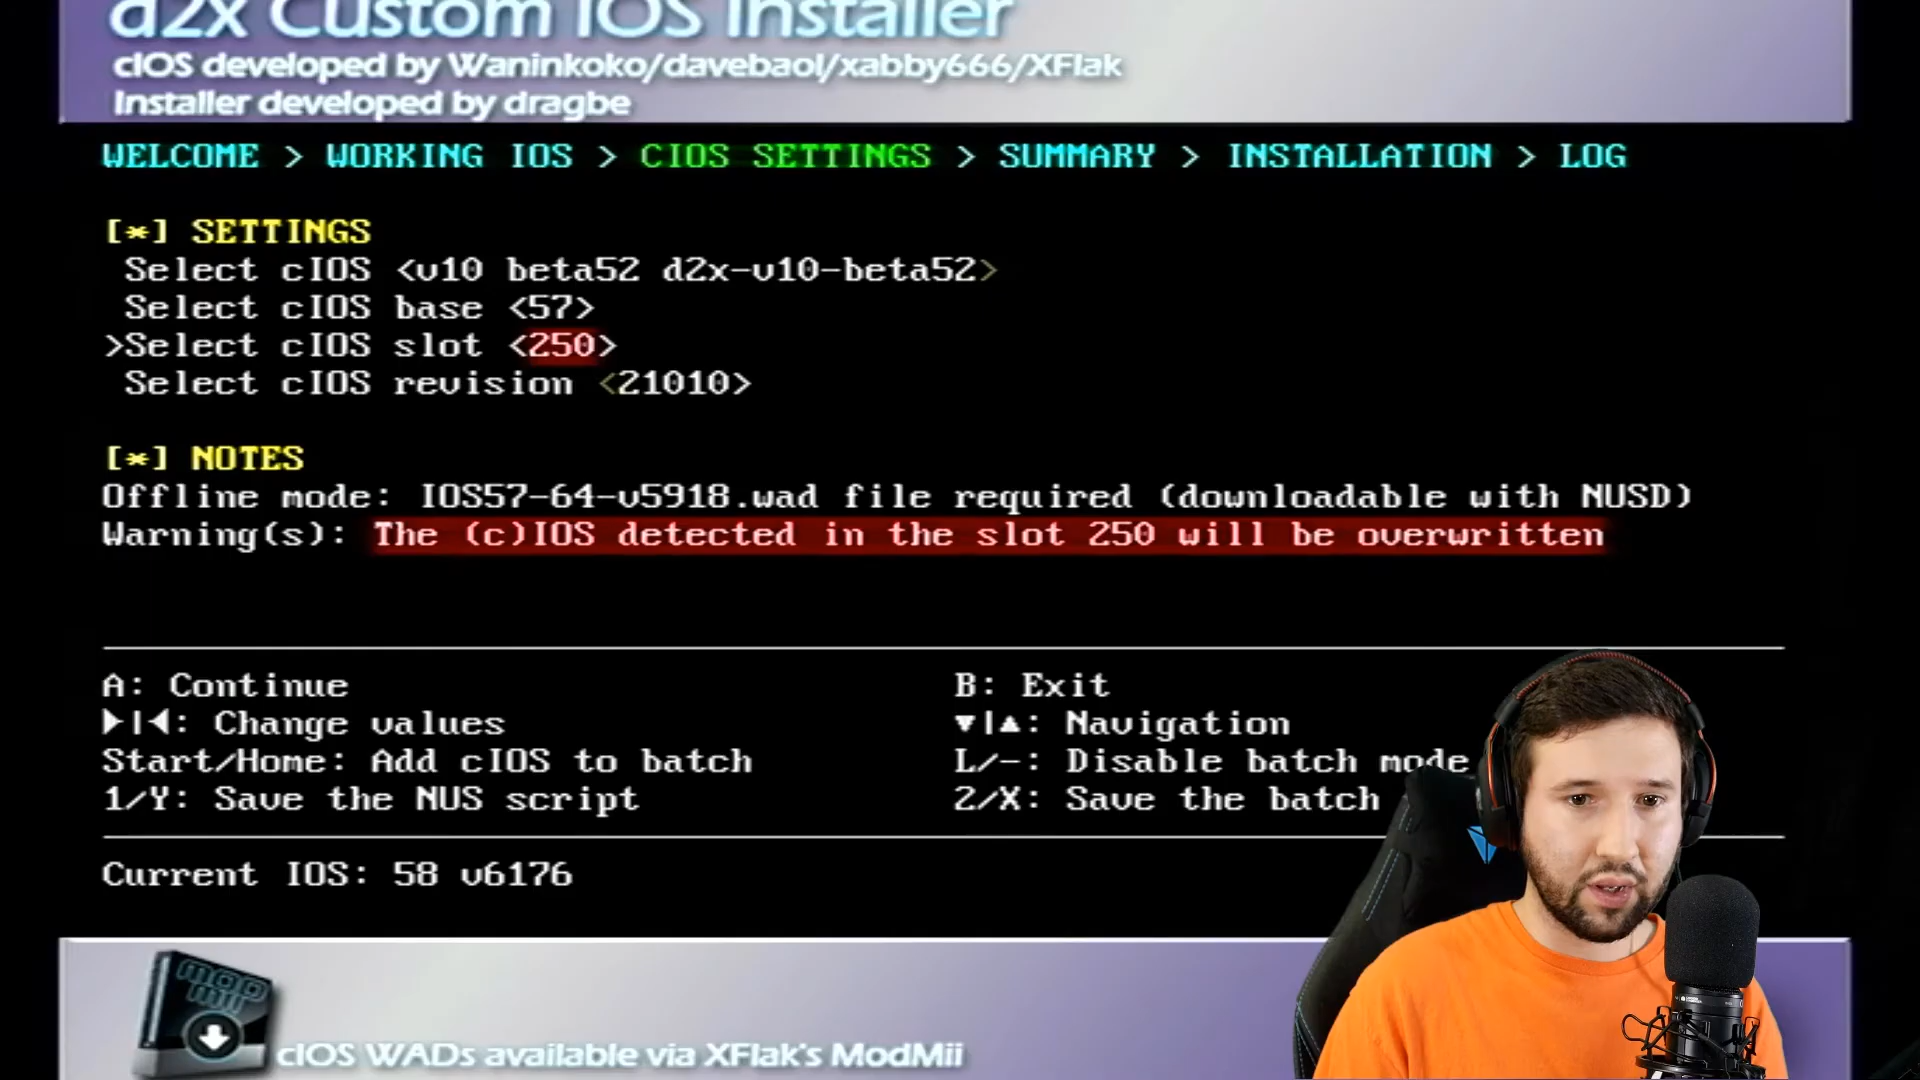 d2x Custom IOS Installer
cIOS developed by Waninkoko/davebaol/xabby666/XFlak
Installer developed by dragbe
WELCOME > WORKING IOS > CIOS SETTINGS > SUMMARY > INSTALLATION > LOG
[*] SETTINGS
Select cIOS <v10 beta52 d2x-v10-beta52>
Select cIOS base <57>
>Select cIOS slot <250>
Select cIOS revision <21010>
[*] NOTES
Offline mode: IOS57-64-v5918.wad file required (downloadable with NUSD)
Warning(s): The (c)IOS detected in the slot 250 will be overwritten
A: Continue
B: Exit
►|◄: Change values
▼|▲: Navigation
Start/Home: Add cIOS to batch
L/-: Disable batch mode
1/Y: Save the NUS script
2/X: Save the batch
Current IOS: 58 v6176
MOD MII
cIOS WADs available via XFlak's ModMii